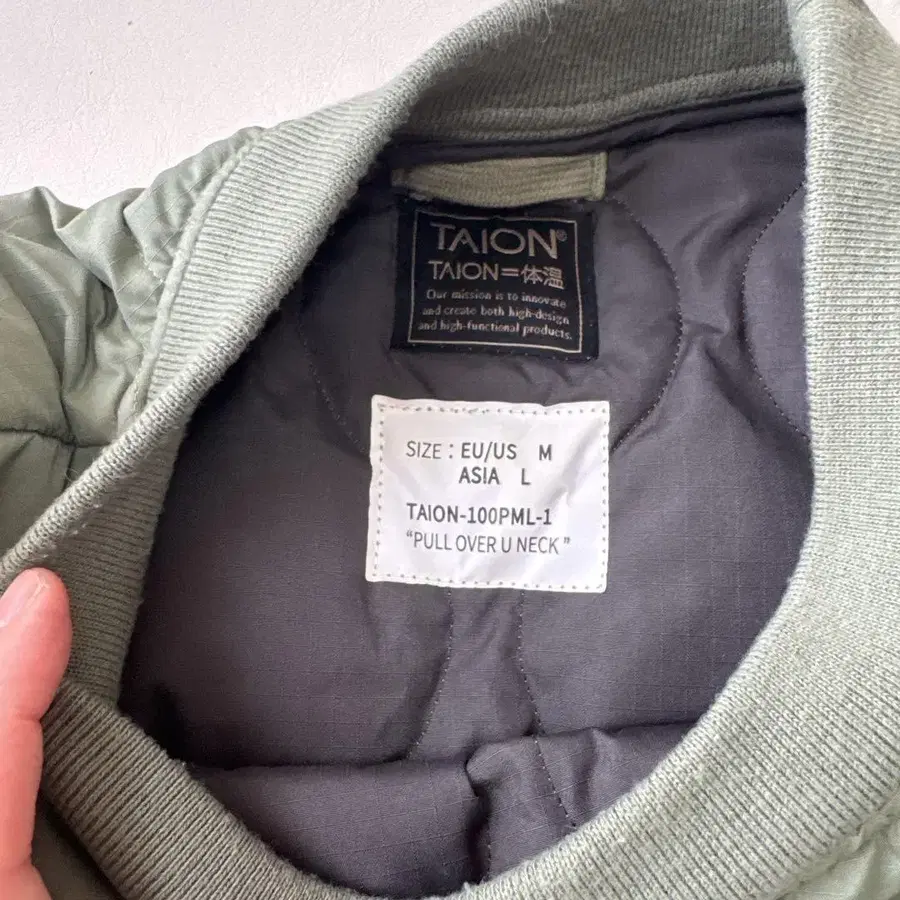 TAION®
TAION=体温
Our mission is to innovate
and create both high-design
and high-functional products.
SIZE : EU/US M
ASIA L
TAION-100PML-1
"PULL OVER U NECK"